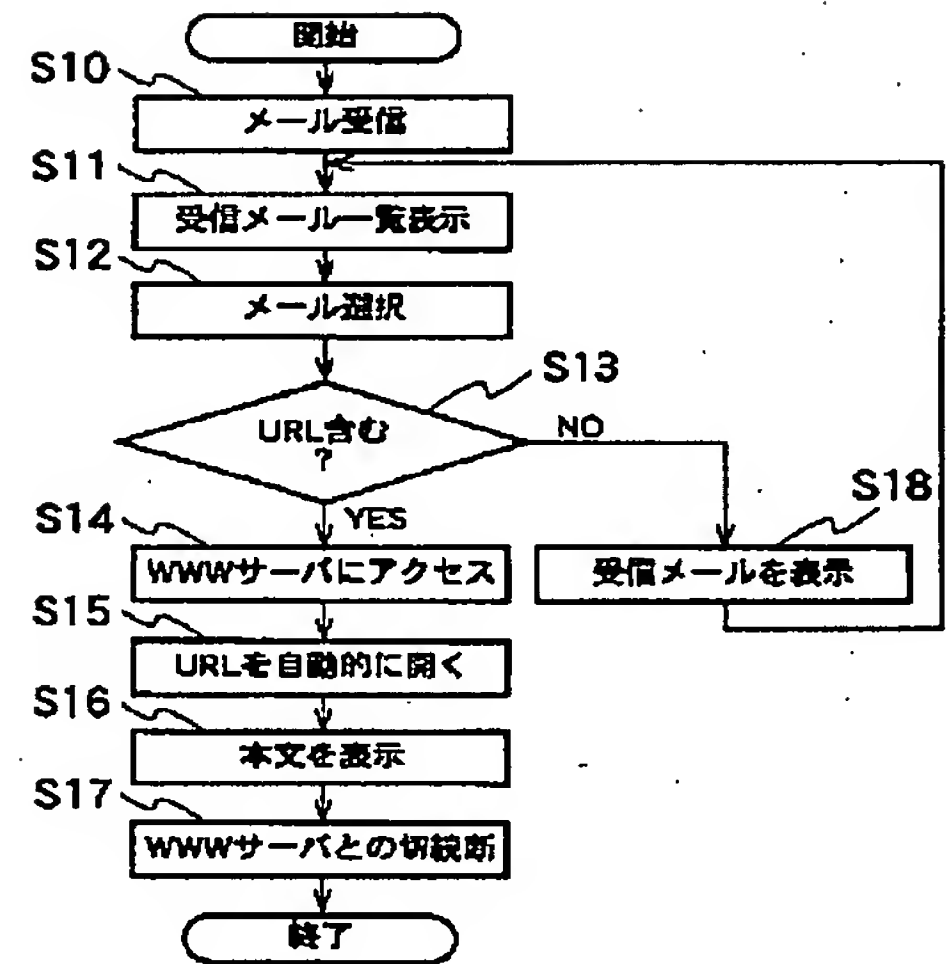 開始
S10
メール受信
S11
受信メール一覧表示
S12
メール選択
S13
URL含む
?
NO
YES
S14
WWWサーバにアクセス
S18
受信メールを表示
S15
URLを自動的に開く
S16
本文を表示
S17
WWWサーバとの切続断
終了